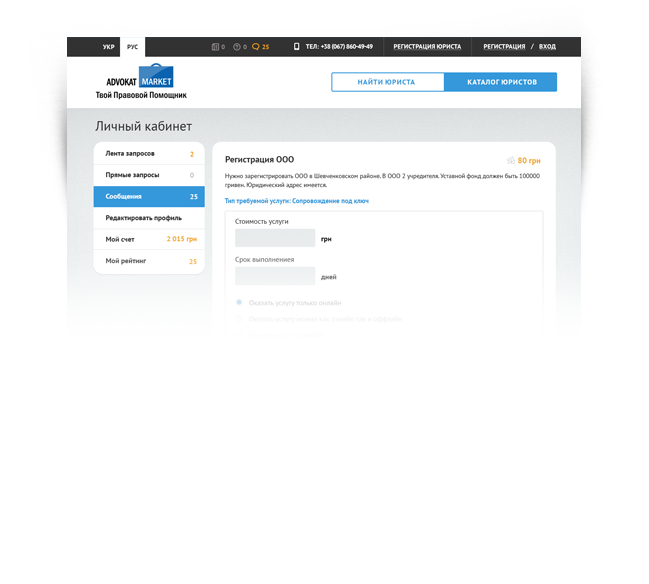 УКР РУС 0 0 25 ТЕЛ: +38 (067) 860-49-49 РЕГИСТРАЦИЯ ЮРИСТА РЕГИСТРАЦИЯ / ВХОД
ADVOKAT MARKET
Твой Правовой Помощник
НАЙТИ ЮРИСТА КАТАЛОГ ЮРИСТОВ
Личный кабинет
Лента запросов 2
Прямые запросы 0
Сообщения 25
Редактировать профиль
Мой счет 2 015 грн
Мой рейтинг 25
Регистрация ООО 80 грн
Нужно зарегистрировать ООО в Шевченковском районе. В ООО 2 учредителя. Уставной фонд должен быть 100000
гривен. Юридический адрес имеется.
Тип требуемой услуги: Сопровождение под ключ
Стоимость услуги
грн
Срок выполниения
дней
Оказать услугу только онлайн